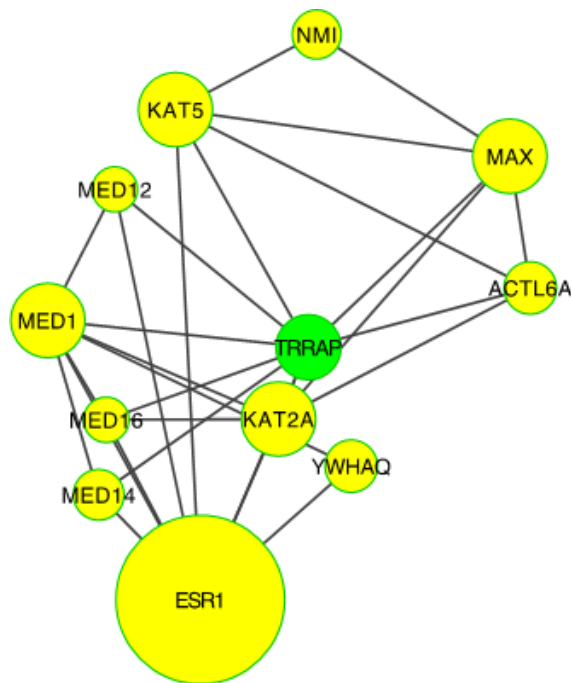 NMI
KAT5
MAX
MED12
ACTL6A
MED1
TRRAP
MED16
KAT2A
YWHAQ
MED14
ESR1